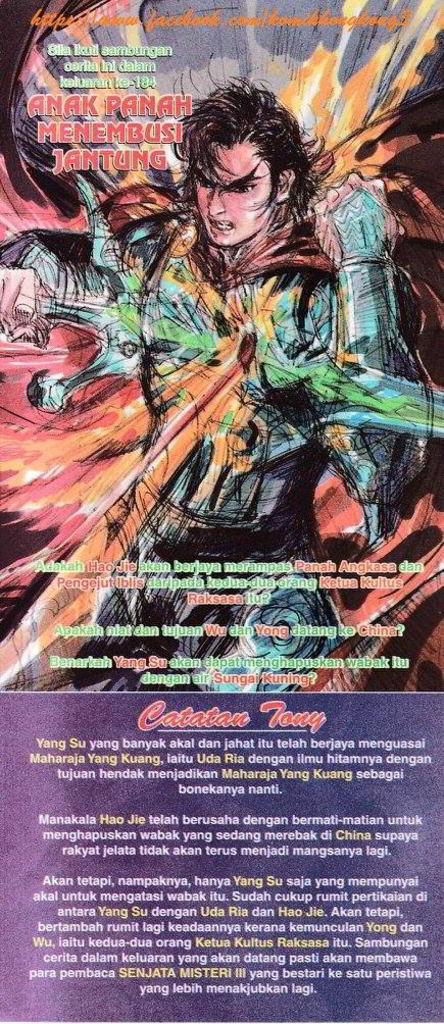 https://www.facebook.com/komikhongkong2
Bila ikuti sambungan
cerita ini dalam
keluaran ke-184
ANAK PANAH
MENEMBUSI
JANTUNG
Adakah Hao Jie akan berjaya merampas Panah Angkasa dan
Pengejut Iblis daripada kedua-dua orang Ketua Kultus
Raksasa itu?
Apakah niat dan tujuan Wu dan Yong datang ke China?
Benarkah Yang Su akan dapat menghapuskan wabak itu
dengan air Sungai Kuning?
Catatan Tony
Yang Su yang banyak akal dan jahat itu telah berjaya menguasai
Maharaja Yang Kuang, iaitu Uda Ria dengan ilmu hitamnya dengan
tujuan hendak menjadikan Maharaja Yang Kuang sebagai
bonekanya nanti.
Manakala Hao Jie telah berusaha dengan bermati-matian untuk
menghapuskan wabak yang sedang merebak di China supaya
rakyat jelata tidak akan terus menjadi mangsanya lagi.
Akan tetapi, nampaknya, hanya Yang Su saja yang mempunyai
akal untuk mengatasi wabak itu. Sudah cukup rumit pertikaian di
antara Yang Su dengan Uda Ria dan Hao Jie. Akan tetapi,
bertambah rumit lagi keadaannya kerana kemunculan Yong dan
Wu, iaitu kedua-dua orang Ketua Kultus Raksasa itu. Sambungan
cerita dalam keluaran yang akan datang pasti akan membawa
para pembaca SENJATA MISTERI III yang bestari ke satu peristiwa
yang lebih menakjubkan lagi.